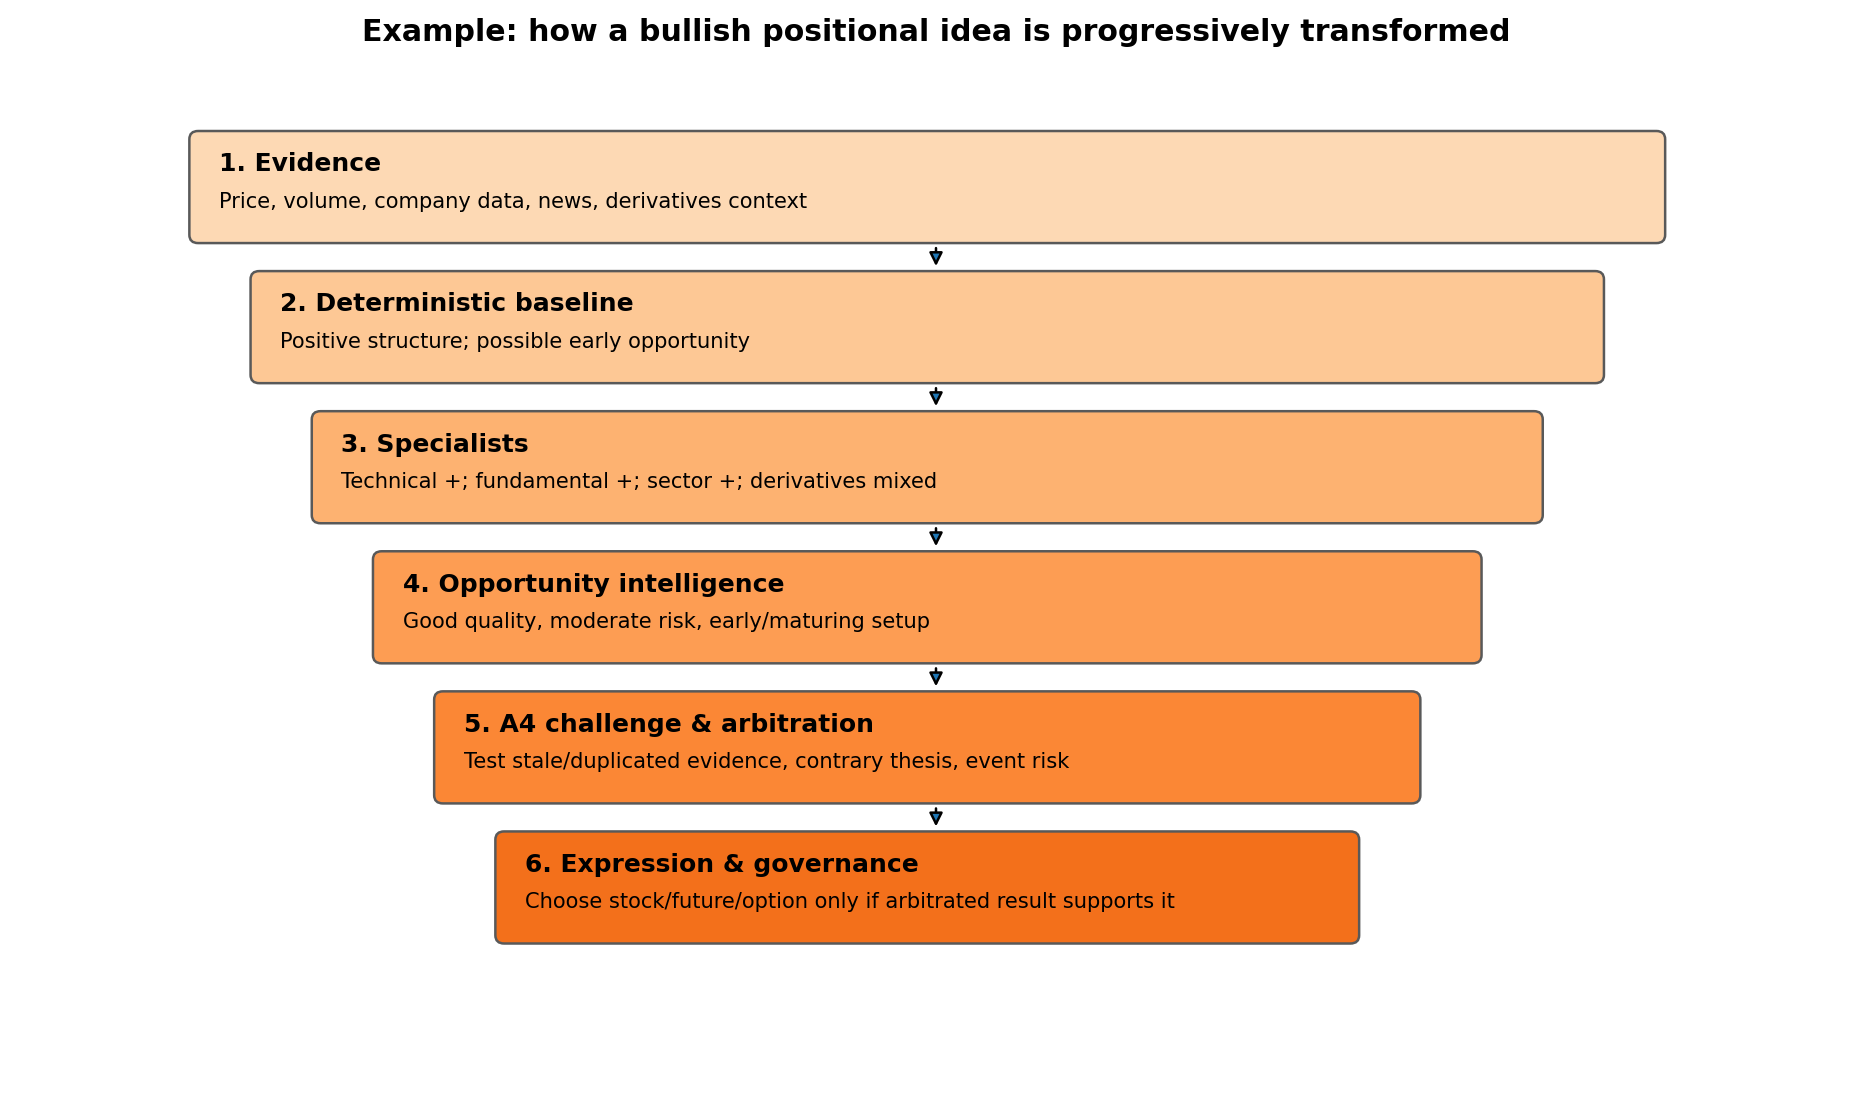 Example: how a bullish positional idea is progressively transformed
1. Evidence
Price, volume, company data, news, derivatives context
2. Deterministic baseline
Positive structure; possible early opportunity
3. Specialists
Technical +; fundamental +; sector +; derivatives mixed
4. Opportunity intelligence
Good quality, moderate risk, early/maturing setup
5. A4 challenge & arbitration
Test stale/duplicated evidence, contrary thesis, event risk
6. Expression & governance
Choose stock/future/option only if arbitrated result supports it